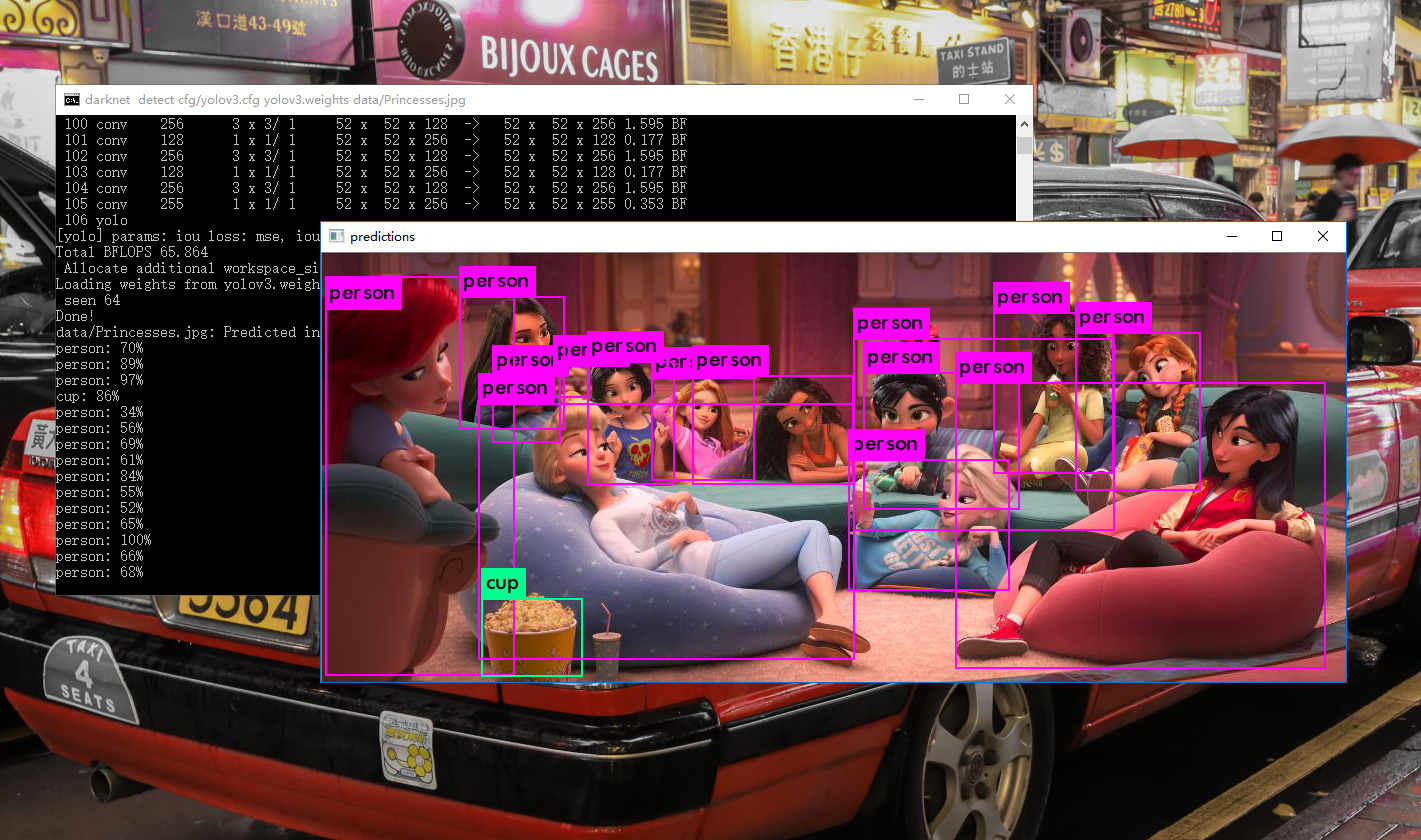 漢口道43-49號
BIJOUX CAGES
BIJOUXCAGES
香港仔
TAXI STAND
的士站
darknet  detect cfg/yolov3.cfg yolov3.weights data/Princesses.jpg
100 conv    256      3 x 3/ 1     52 x  52 x 128  ->   52 x  52 x 256 1.595 BF
101 conv    128      1 x 1/ 1     52 x  52 x 256  ->   52 x  52 x 128 0.177 BF
102 conv    256      3 x 3/ 1     52 x  52 x 128  ->   52 x  52 x 256 1.595 BF
103 conv    128      1 x 1/ 1     52 x  52 x 256  ->   52 x  52 x 128 0.177 BF
104 conv    256      3 x 3/ 1     52 x  52 x 128  ->   52 x  52 x 256 1.595 BF
105 conv    255      1 x 1/ 1     52 x  52 x 256  ->   52 x  52 x 255 0.353 BF
106 yolo
[yolo] params: iou loss: mse, iou
Total BFLOPS 65.864
Allocate additional workspace_si
Loading weights from yolov3.weigh
seen 64
Done!
data/Princesses.jpg: Predicted in
person: 70%
person: 89%
person: 97%
cup: 86%
person: 34%
person: 56%
person: 69%
person: 61%
person: 84%
person: 55%
person: 52%
person: 65%
person: 100%
person: 66%
person: 68%
predictions
person
person
person
person
person
person
person
person
person
person
person
person
person
cup
TAXI
4
SEATS